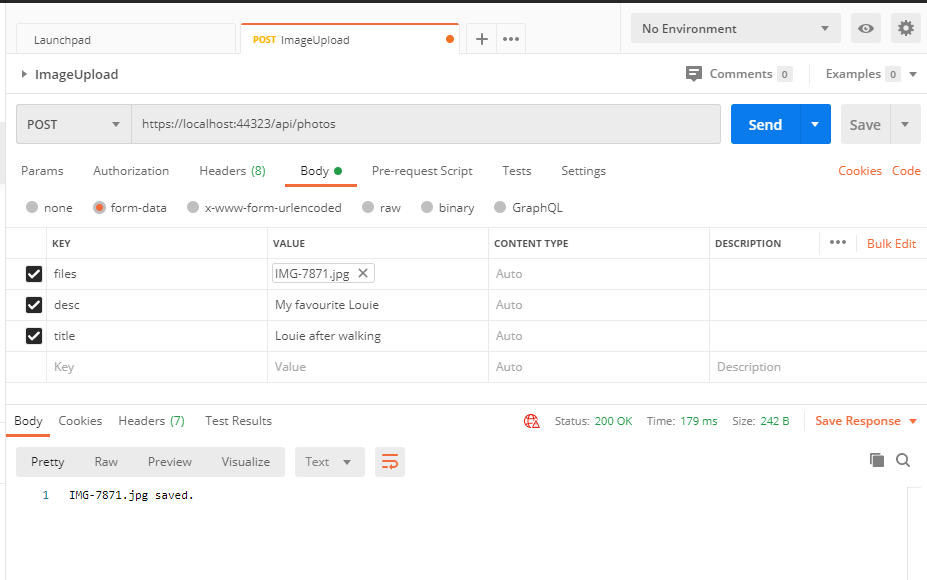 Launchpad POST ImageUpload No Environment
ImageUpload Comments 0 Examples 0
POST https://localhost:44323/api/photos Send Save
Params Authorization Headers (8) Body Pre-request Script Tests Settings Cookies Code
none form-data x-www-form-urlencoded raw binary GraphQL
KEY VALUE CONTENT TYPE DESCRIPTION Bulk Edit
files IMG-7871.jpg Auto
desc My favourite Louie Auto
title Louie after walking Auto
Key Value Auto Description
Body Cookies Headers (7) Test Results Status: 200 OK Time: 179 ms Size: 242 B Save Response
Pretty Raw Preview Visualize Text
1 IMG-7871.jpg saved.